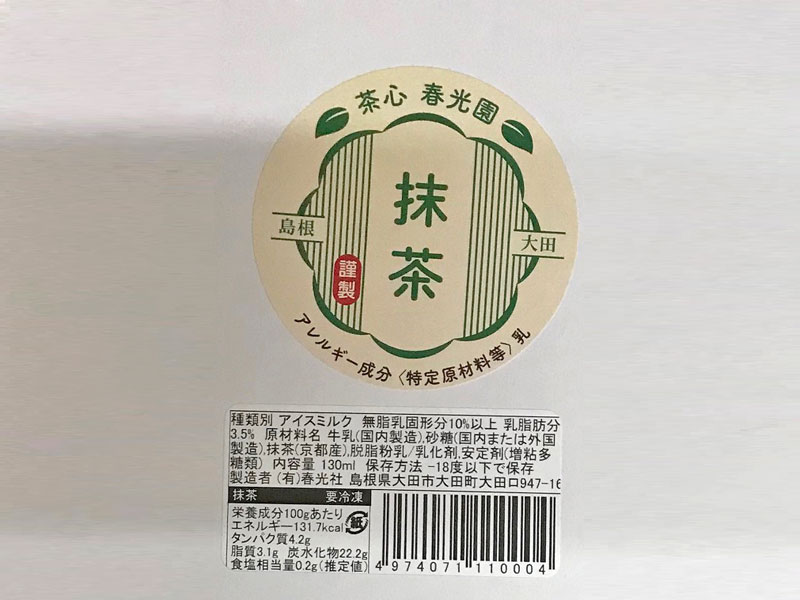 茶心 春光園
抹茶
島根
大田
謹製
アレルギー成分〈特定原材料等〉乳
種類別 アイスミルク 無脂乳固形分10%以上 乳脂肪分
3.5% 原材料名 牛乳(国内製造),砂糖(国内または外国
製造),抹茶(京都産),脱脂粉乳/乳化剤,安定剤(増粘多
糖類) 内容量 130ml 保存方法 -18度以下で保存
製造者 (有)春光社 島根県大田市大田町大田ロ947-16
抹茶 要冷凍
栄養成分100gあたり
エネルギー131.7kcal
紙
タンパク質4.2g
脂質3.1g 炭水化物22.2g
食塩相当量0.2g(推定値)
4 974071 110004